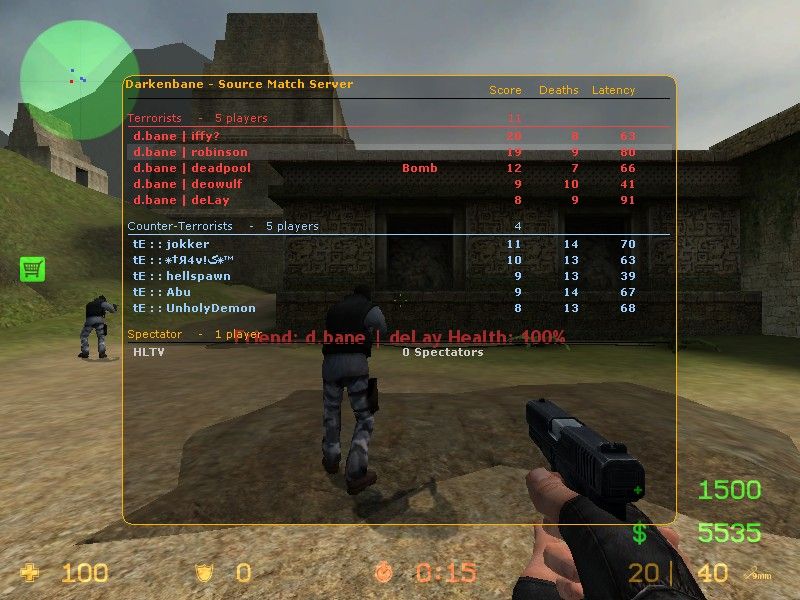 Darkenbane - Source Match Server
Score Deaths Latency
Terrorists - 5 players 11
d.bane | iffy? 20 8 63
d.bane | robinson 19 9 80
d.bane | deadpool Bomb 12 7 66
d.bane | deowulf 9 10 41
d.bane | deLay 8 9 91
Counter-Terrorists - 5 players 4
tE : : jokker 11 14 70
tE : : 10 13 63
tE : : hellspawn 9 13 39
tE : : Abu 9 14 67
tE : : UnholyDemon 8 13 68
Spectator - 1 player
Friend: d.bane | deLay Health: 100%
HLTV 0 Spectators
+ 1500
$ 5535
100 0 0:15 20 | 40 9mm